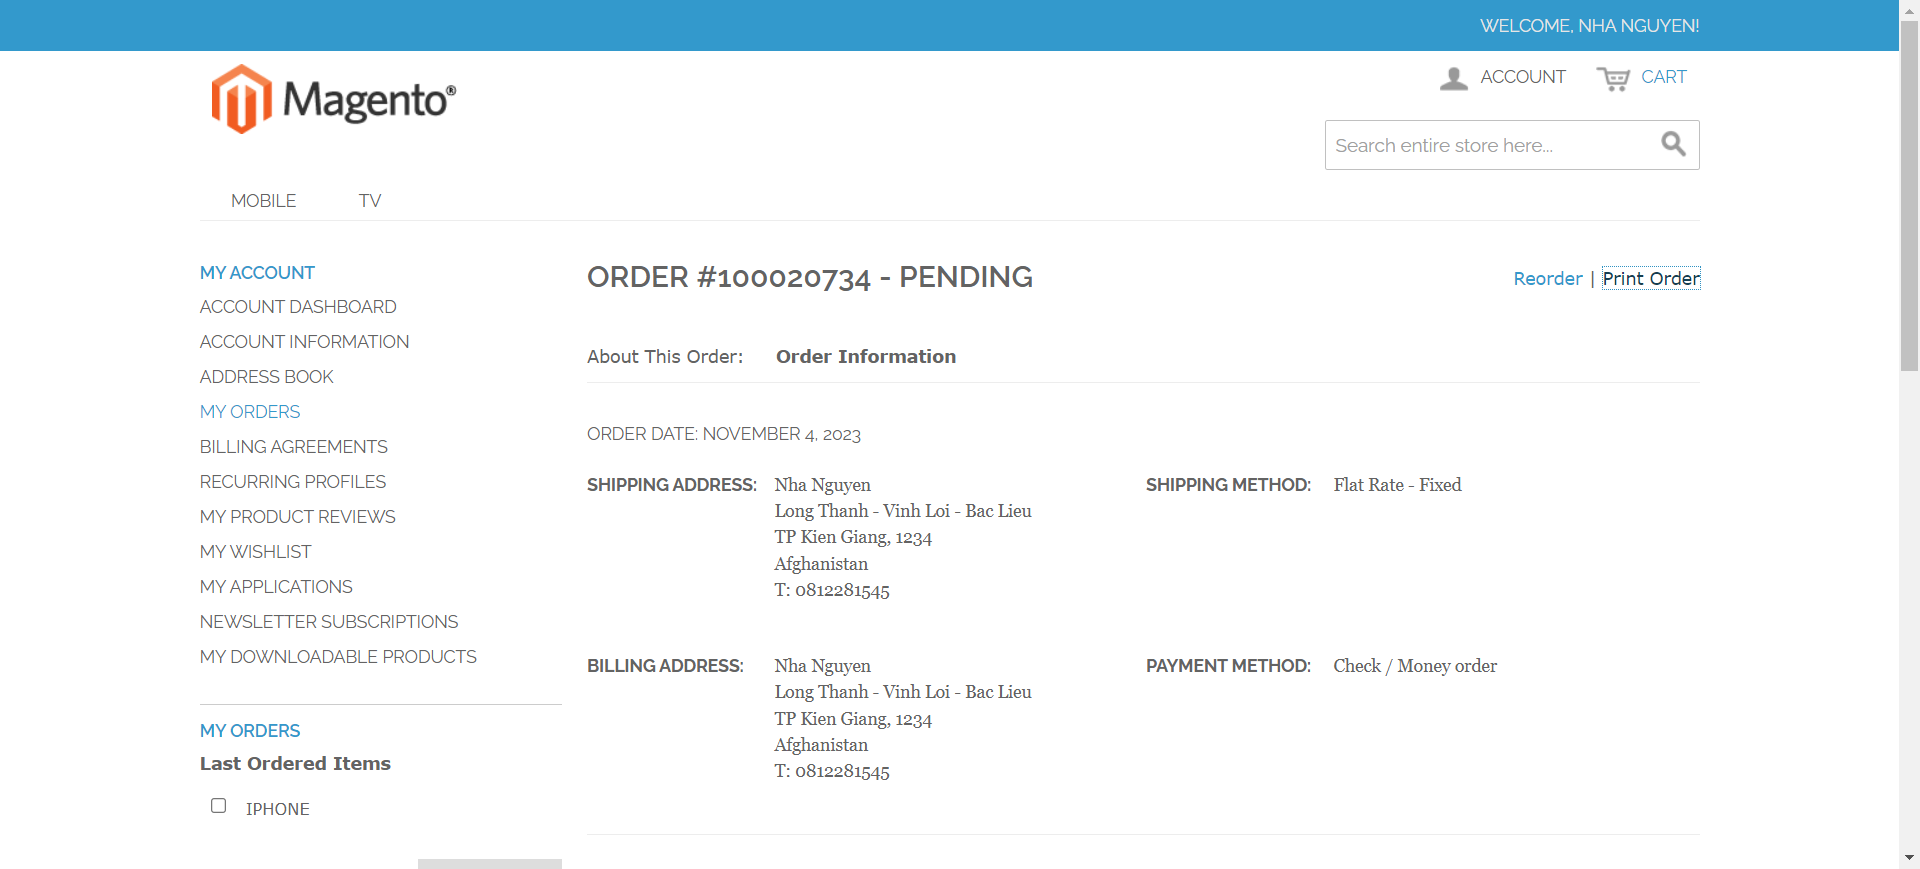 WELCOME, NHA NGUYEN!
Magento®
ACCOUNT
CART
Search entire store here...
MOBILE
TV
MY ACCOUNT
ACCOUNT DASHBOARD
ACCOUNT INFORMATION
ADDRESS BOOK
MY ORDERS
BILLING AGREEMENTS
RECURRING PROFILES
MY PRODUCT REVIEWS
MY WISHLIST
MY APPLICATIONS
NEWSLETTER SUBSCRIPTIONS
MY DOWNLOADABLE PRODUCTS
MY ORDERS
Last Ordered Items
IPHONE
ORDER #100020734 - PENDING
Reorder | Print Order
About This Order: Order Information
ORDER DATE: NOVEMBER 4, 2023
SHIPPING ADDRESS:
Nha Nguyen
Long Thanh - Vinh Loi - Bac Lieu
TP Kien Giang, 1234
Afghanistan
T: 0812281545
SHIPPING METHOD:
Flat Rate - Fixed
BILLING ADDRESS:
Nha Nguyen
Long Thanh - Vinh Loi - Bac Lieu
TP Kien Giang, 1234
Afghanistan
T: 0812281545
PAYMENT METHOD:
Check / Money order